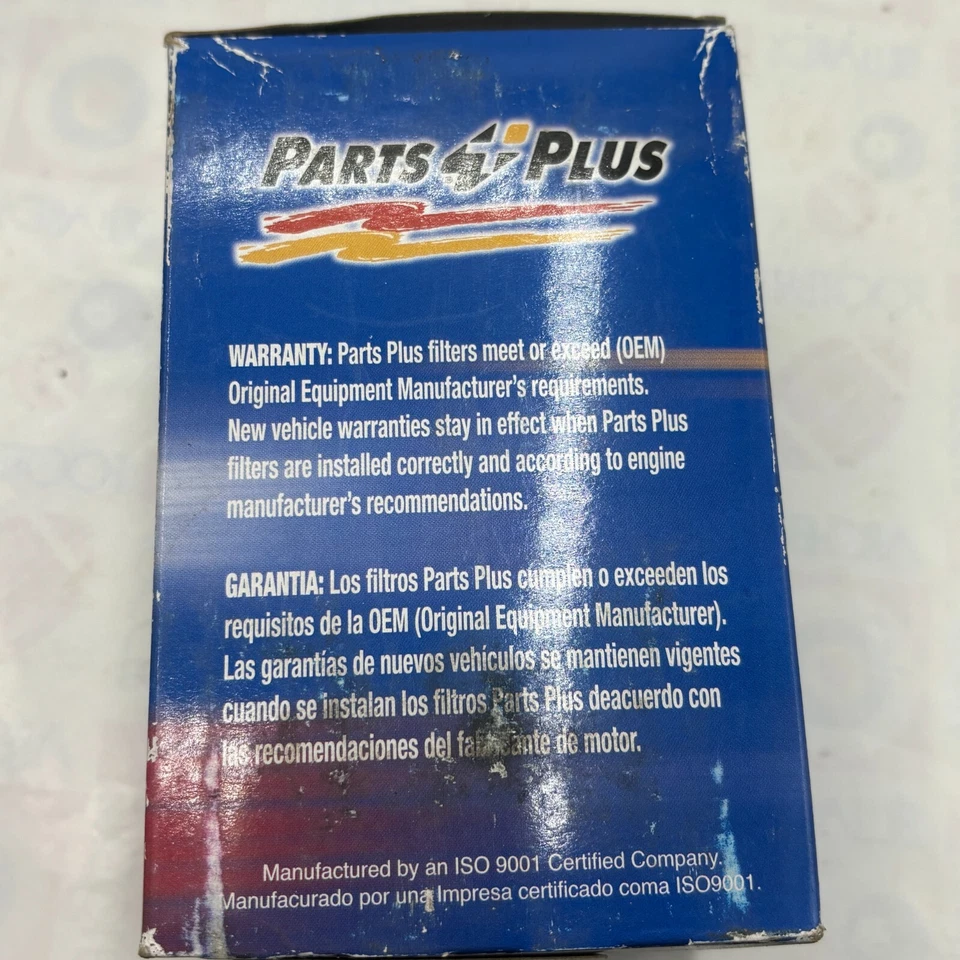 PARTS PLUS
WARRANTY: Parts Plus filters meet or exceed (OEM)
Original Equipment Manufacturer's requirements.
New vehicle warranties stay in effect when Parts Plus
filters are installed correctly and according to engine
manufacturer's recommendations.
GARANTIA: Los filtros Parts Plus cumplen o exceeden los
requisitos de la OEM (Original Equipment Manufacturer).
Las garantías de nuevos vehículos se mantienen vigentes
cuando se instalan los filtros Parts Plus deacuerdo con
las recomendaciones del fabricante de motor.
Manufactured by an ISO 9001 Certified Company.
Manufacurado por una Impresa certificado coma ISO9001.